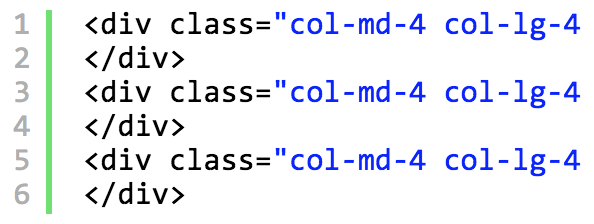 1 <div class="col-md-4 col-lg-4
2 </div>
3 <div class="col-md-4 col-lg-4
4 </div>
5 <div class="col-md-4 col-lg-4
6 </div>